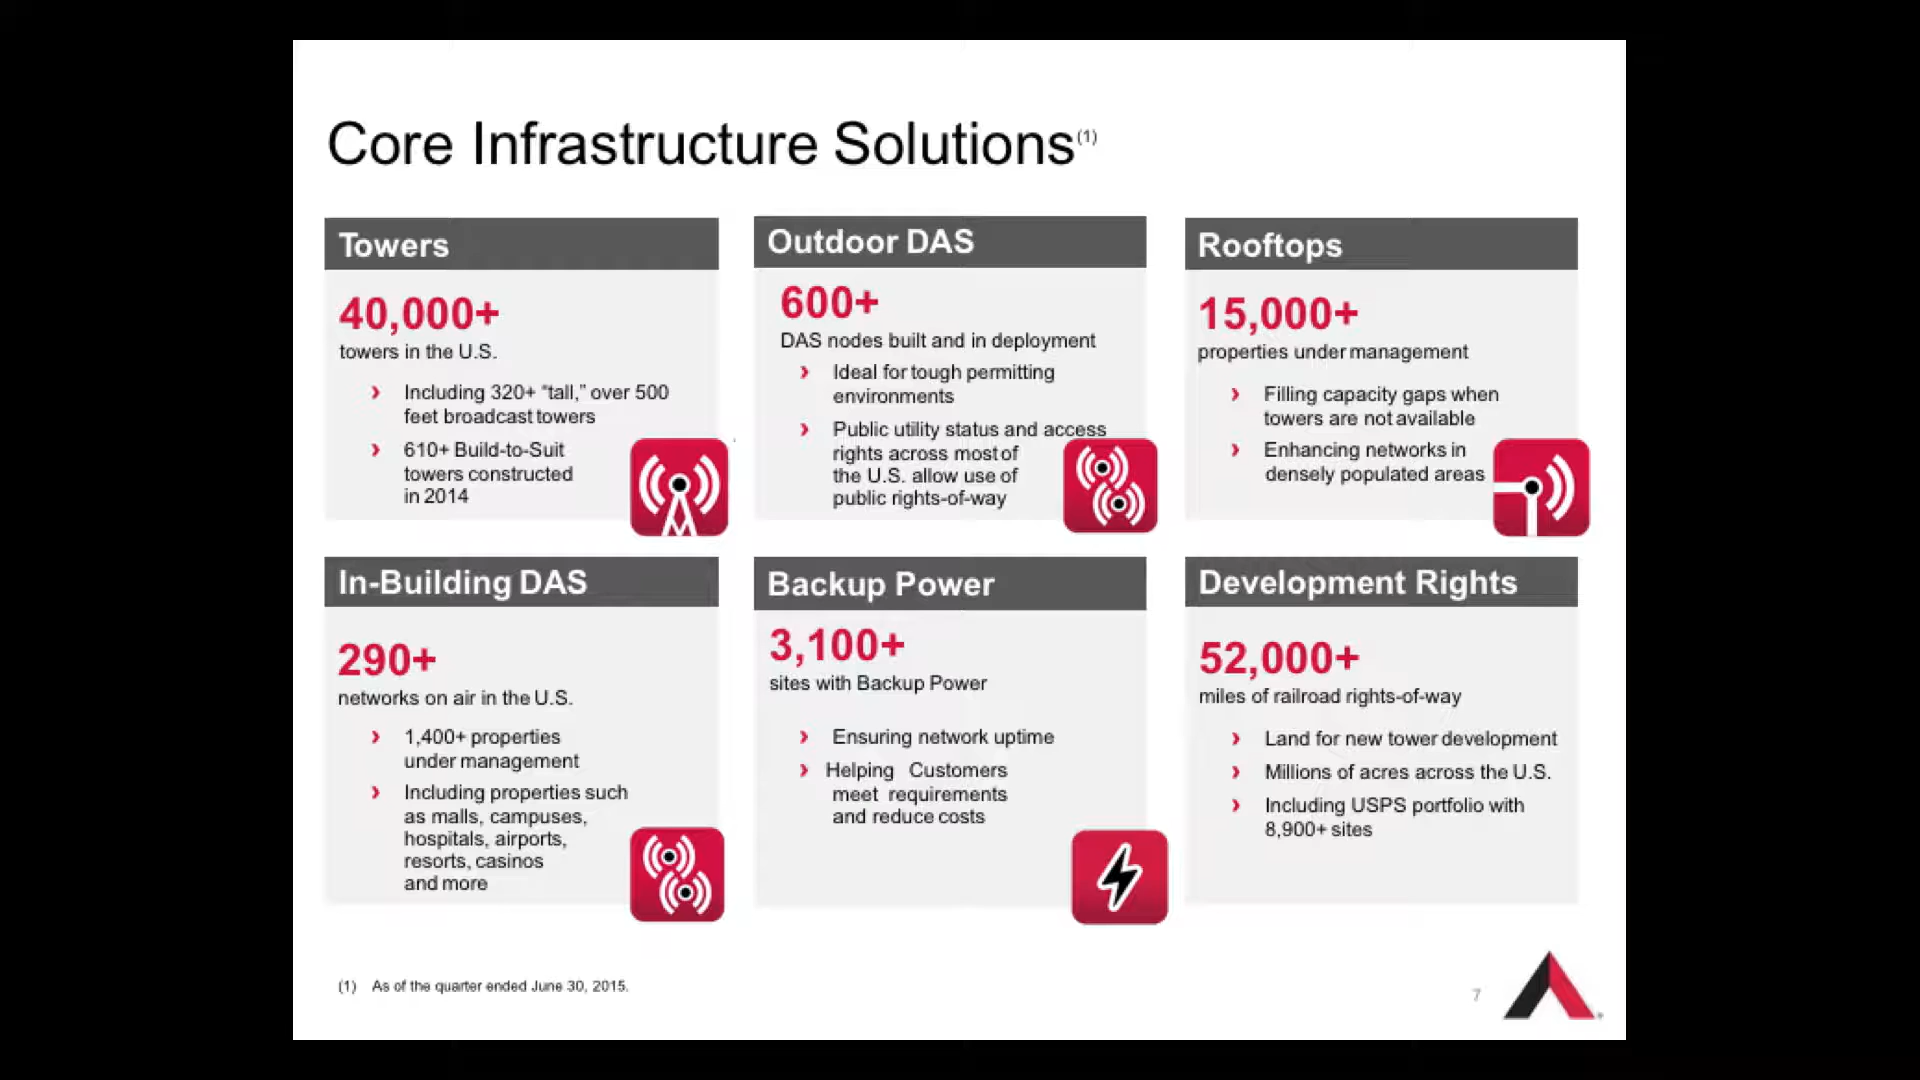 Core Infrastructure Solutions(1)
Towers
40,000+
towers in the U.S.
› Including 320+ “tall,” over 500
feet broadcast towers
› 610+ Build-to-Suit
towers constructed
in 2014
Outdoor DAS
600+
DAS nodes built and in deployment
› Ideal for tough permitting
environments
› Public utility status and access
rights across most of
the U.S. allow use of
public rights-of-way
Rooftops
15,000+
properties under management
› Filling capacity gaps when
towers are not available
› Enhancing networks in
densely populated areas
In-Building DAS
290+
networks on air in the U.S.
› 1,400+ properties
under management
› Including properties such
as malls, campuses,
hospitals, airports,
resorts, casinos
and more
Backup Power
3,100+
sites with Backup Power
› Ensuring network uptime
› Helping Customers
meet requirements
and reduce costs
Development Rights
52,000+
miles of railroad rights-of-way
› Land for new tower development
› Millions of acres across the U.S.
› Including USPS portfolio with
8,900+ sites
(1) As of the quarter ended June 30, 2015.
7